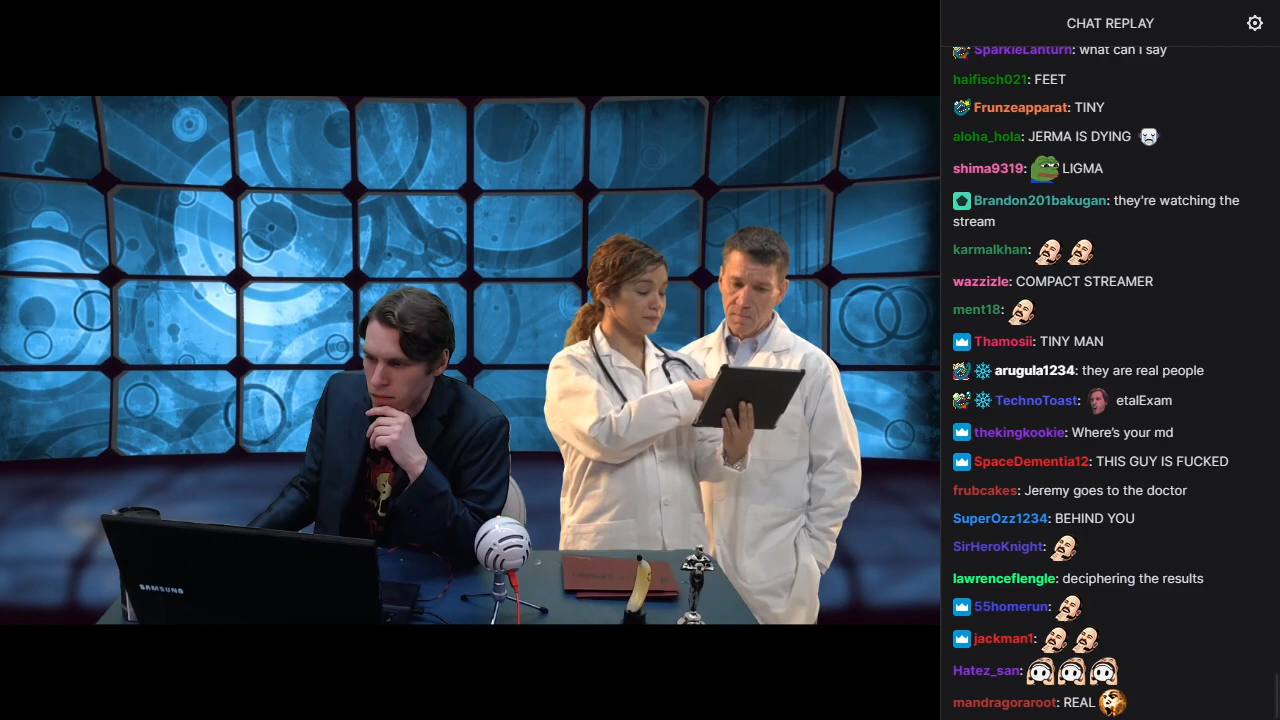 CHAT REPLAY
SparkleLanturn: what can I say
haifisch021: FEET
Frunzeapparat: TINY
aloha_hola: JERMA IS DYING
shima9319: LIGMA
Brandon201bakugan: they're watching the
stream
karmalkhan:
wazzizle: COMPACT STREAMER
ment18:
Thamosii: TINY MAN
arugula1234: they are real people
TechnoToast: etalExam
thekingkookie: Where's your md
SpaceDementia12: THIS GUY IS FUCKED
frubcakes: Jeremy goes to the doctor
SuperOzz1234: BEHIND YOU
SirHeroKnight:
lawrenceflengle: deciphering the results
55homerun:
jackman1:
Hatez_san:
mandragoraroot: REAL
SAMSUNG